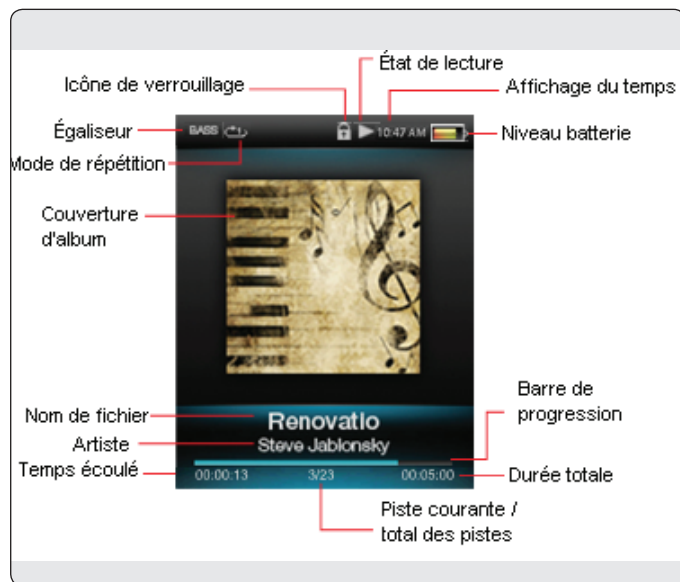 État de lecture
Icône de verrouillage
Affichage du temps
Égaliseur
BASS
10:47 AM
Niveau batterie
Mode de répétition
Couverture
d'album
Barre de
progression
Nom de fichier
Renovatio
Artiste
Steve Jablonsky
Temps écoulé
00:00:13
3/23
00:05:00
Durée totale
Piste courante /
total des pistes